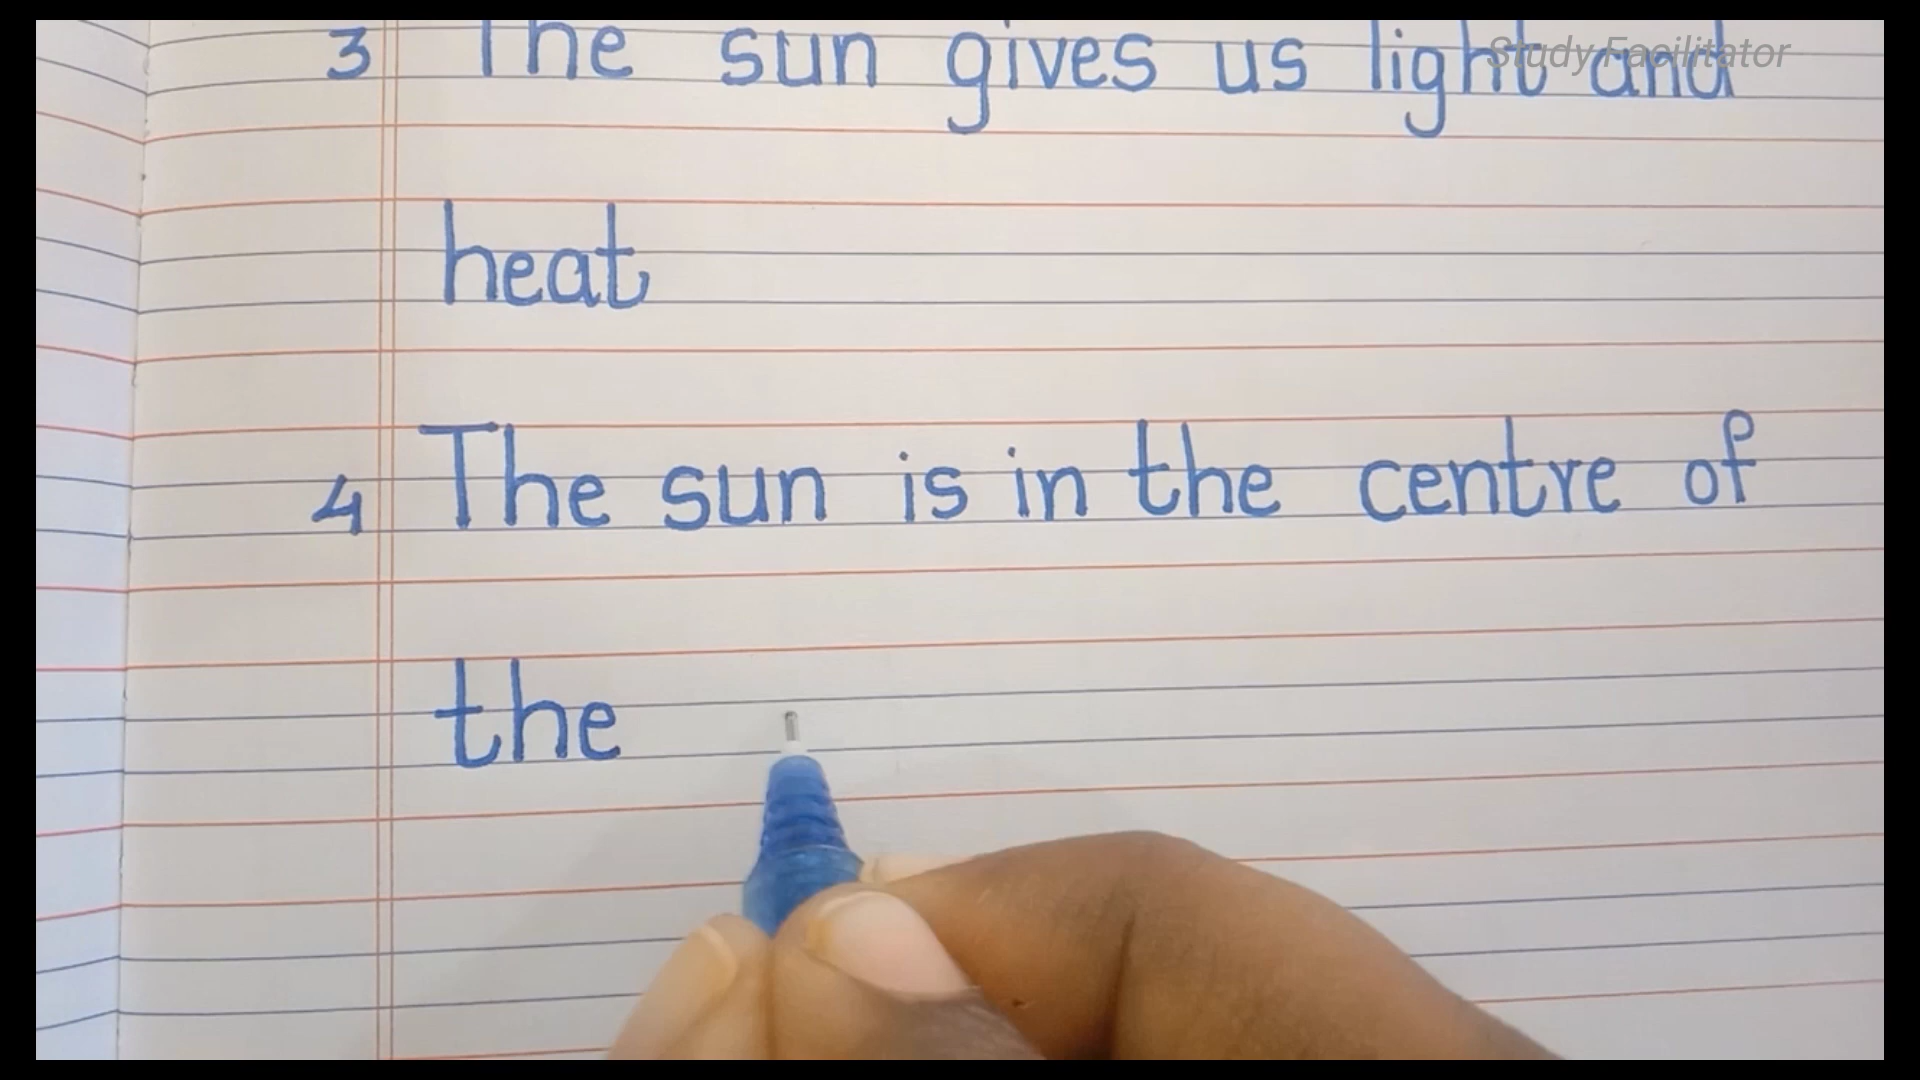 Study Facilitator
3 The sun gives us light and
heat
4 The sun is in the centre of
the